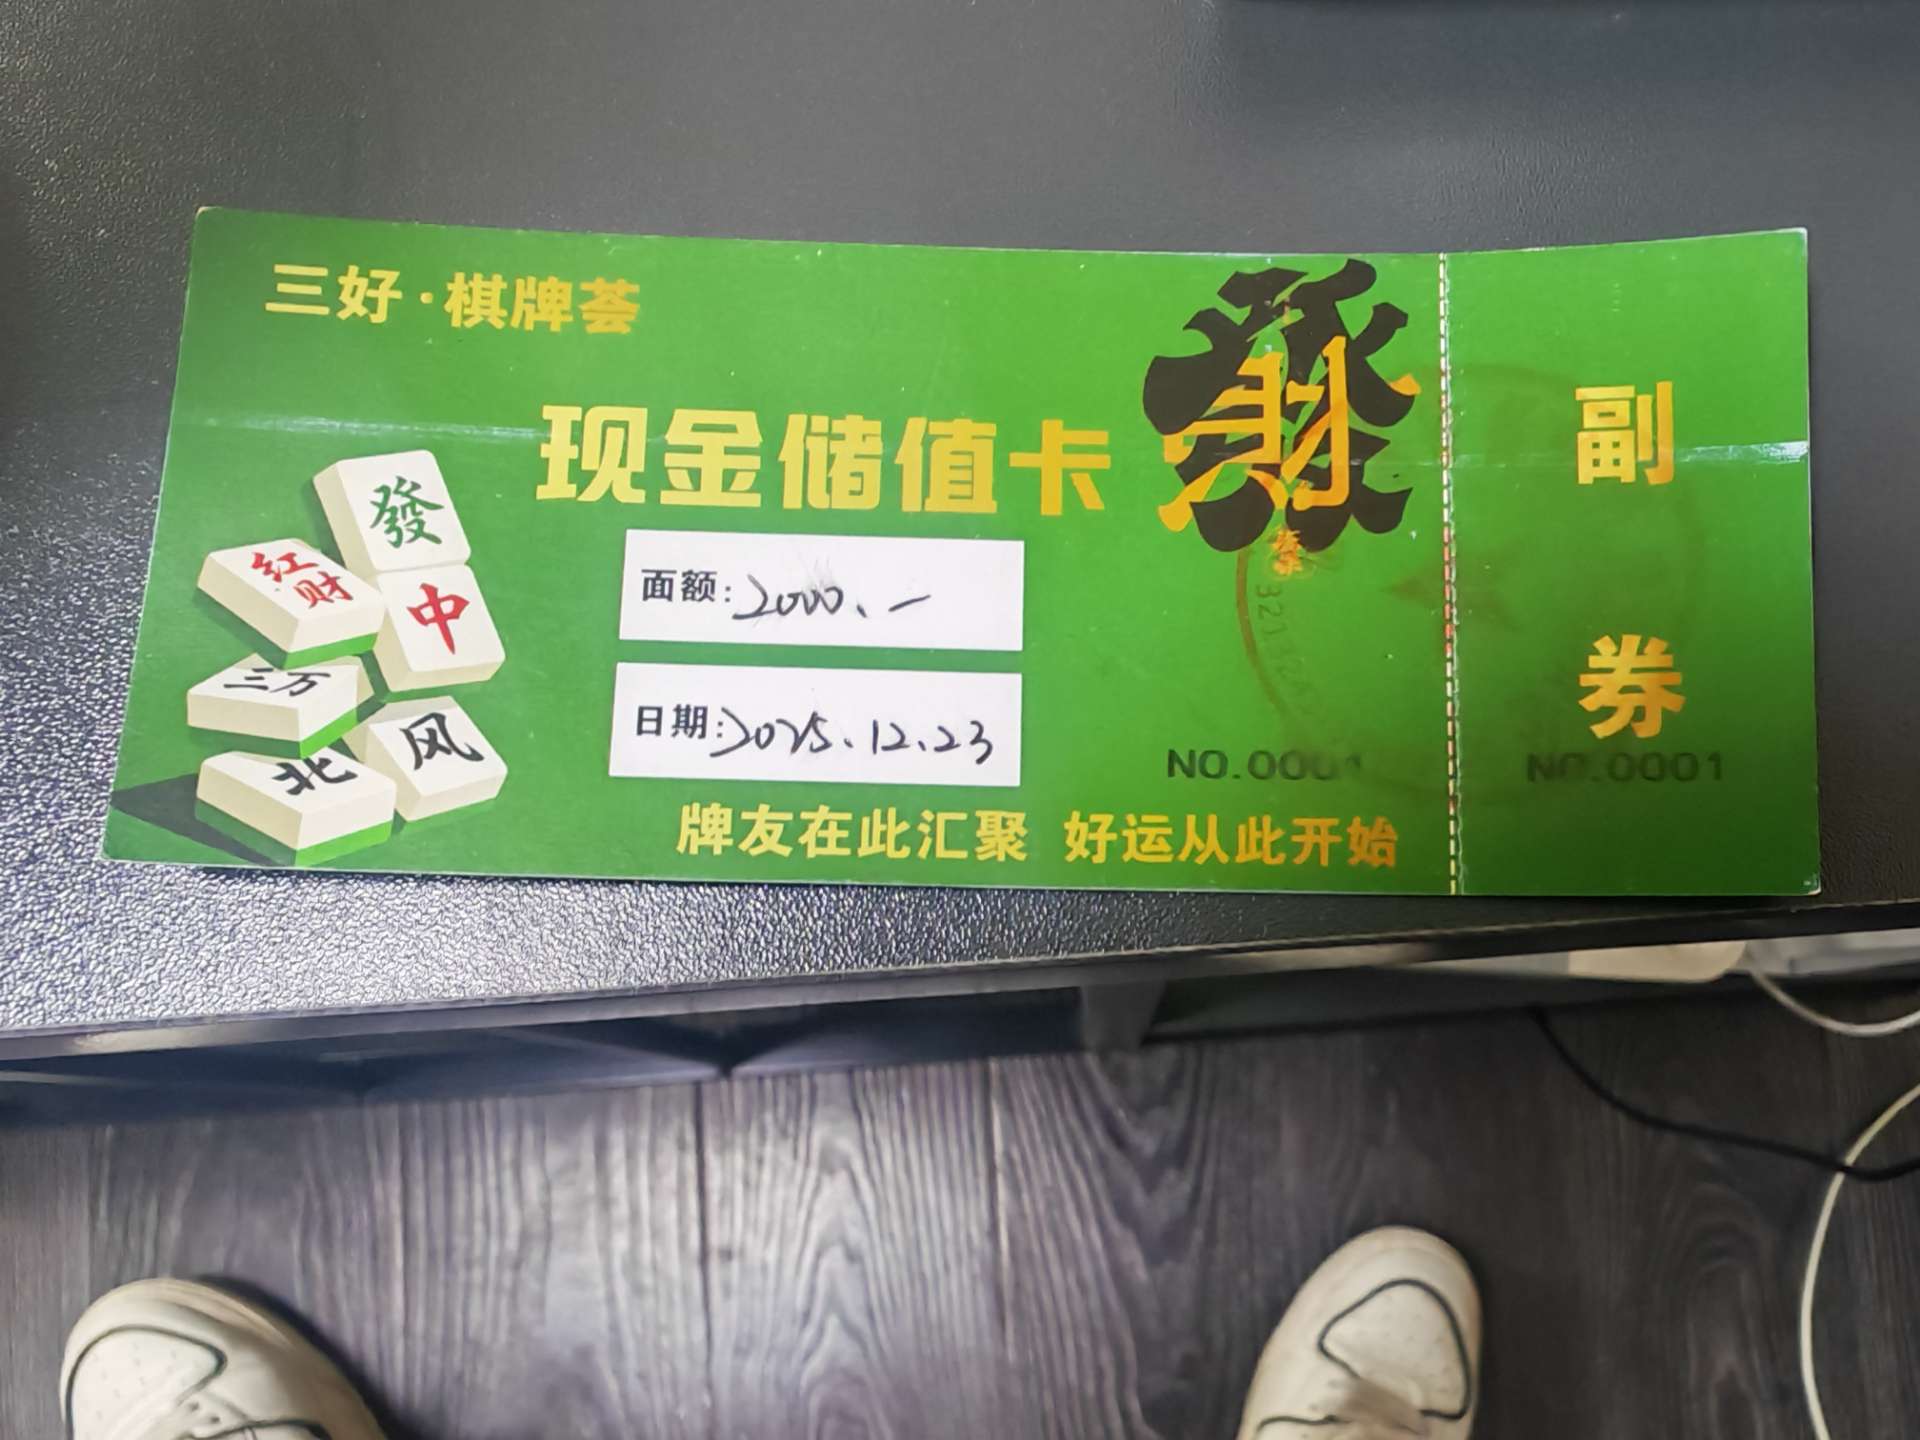 三好·棋牌荟
發财
现金储值卡
副券
發
红财
中
三万
风
北
面额:2000.—
日期:2025.12.23
NO.0001
NO.0001
牌友在此汇聚 好运从此开始